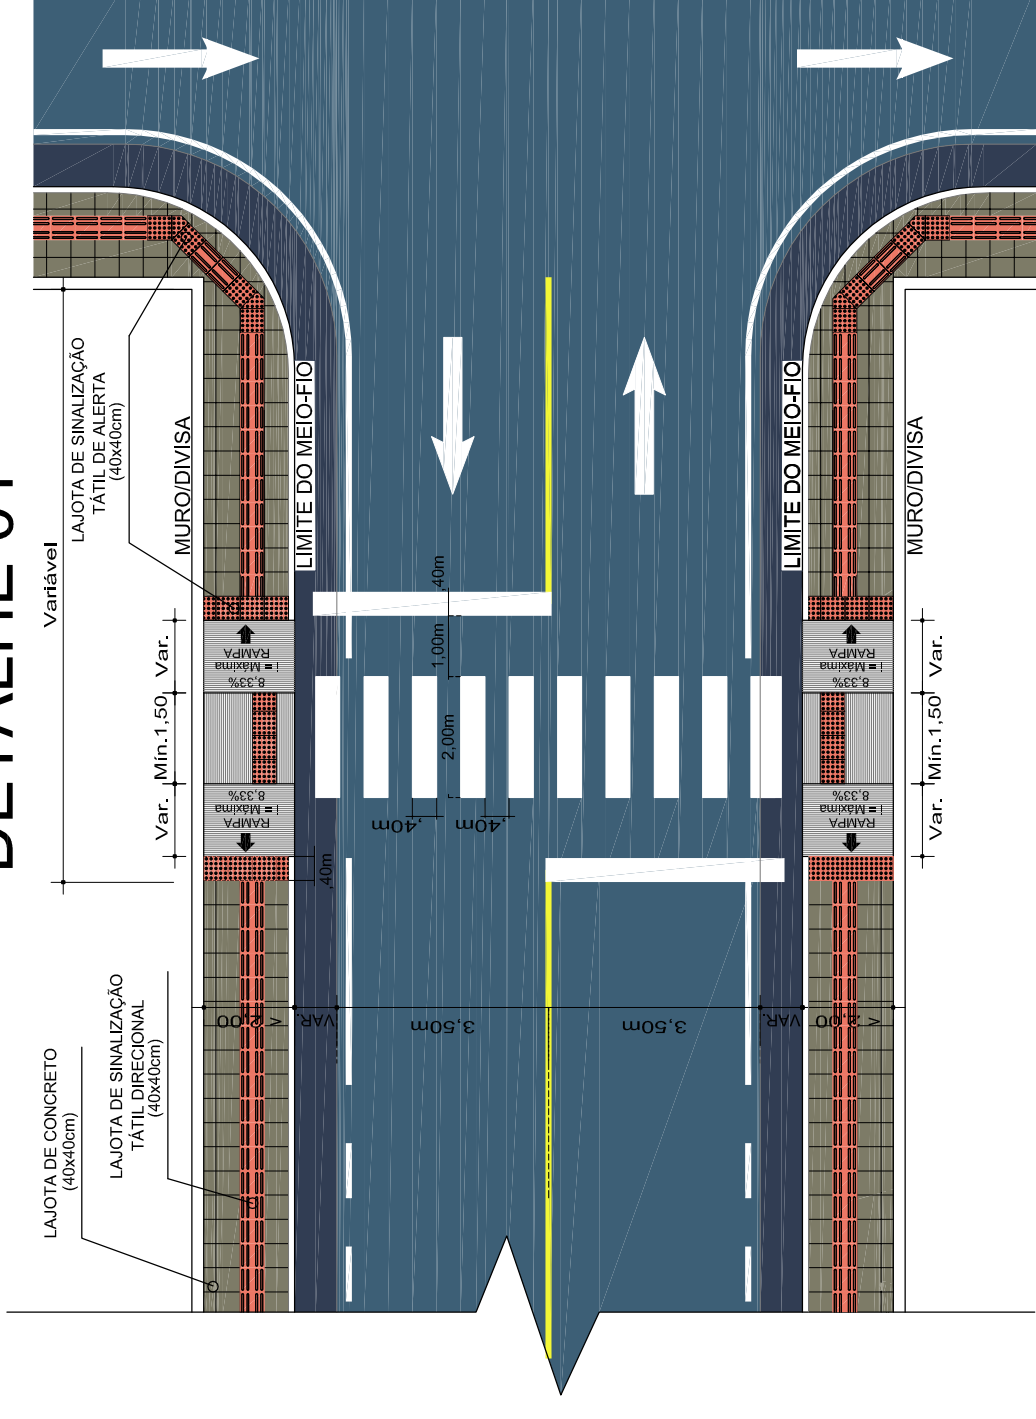 Variável
LAJOTA DE SINALIZAÇÃO
TÁTIL DE ALERTA
(40x40cm)
MURO/DIVISA
LIMITE DO MEIO-FIO
LIMITE DO MEIO-FIO
MURO/DIVISA
Var.
Mín.1,50
Var.
RAMPA
i = Máxima
8,33%
8,33%
i = Máxima
RAMPA
,40m
1,00m
2,00m
,40m
,40m
,40m
RAMPA
i = Máxima
8,33%
8,33%
i = Máxima
RAMPA
Var.
Mín.1,50
Var.
2,00
VAR.
3,50m
3,50m
VAR.
2,00
LAJOTA DE CONCRETO
(40x40cm)
LAJOTA DE SINALIZAÇÃO
TÁTIL DIRECIONAL
(40x40cm)